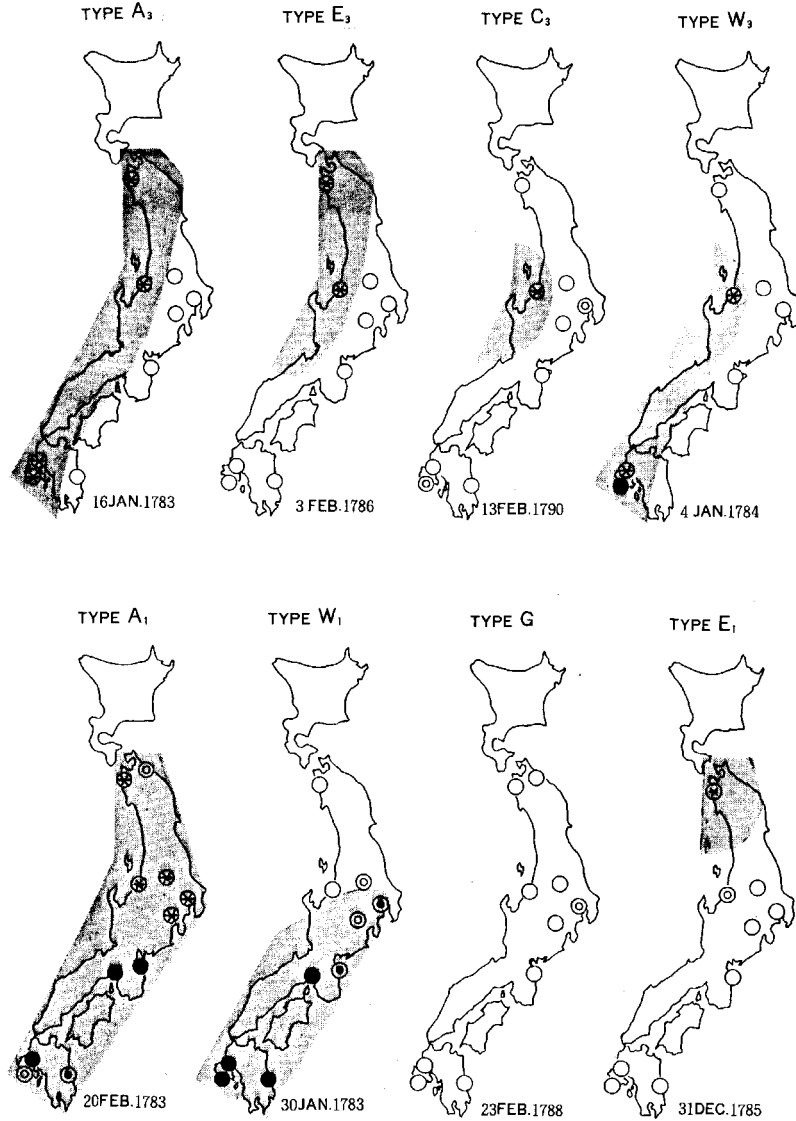 TYPE A₃ TYPE E₃ TYPE C₃ TYPE W₃
16JAN.1783 3 FEB.1786 13FEB.1790 4 JAN.1784
TYPE A₁ TYPE W₁ TYPE G TYPE E₁
20FEB.1783 30JAN.1783 23FEB.1788 31DEC.1785